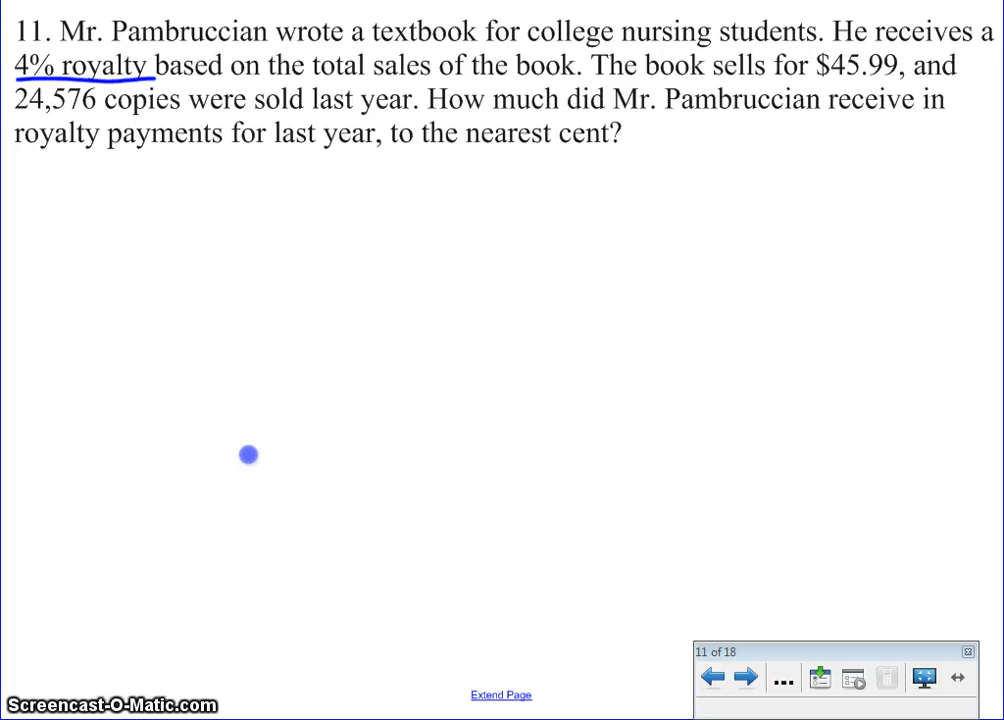 11. Mr. Pambruccian wrote a textbook for college nursing students. He receives a
4% royalty based on the total sales of the book. The book sells for $45.99, and
24,576 copies were sold last year. How much did Mr. Pambruccian receive in
royalty payments for last year, to the nearest cent?
11 of 18
...
Extend Page
Screencast-O-Matic.com